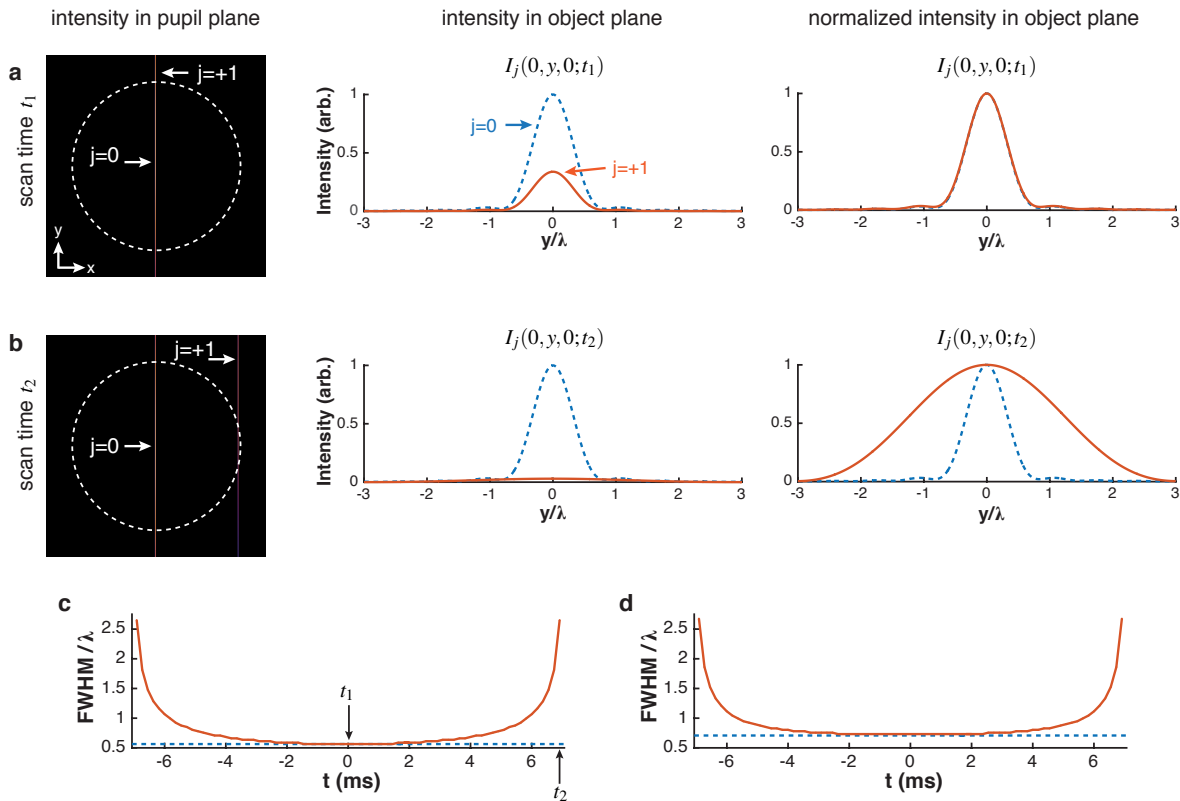 intensity in pupil plane
intensity in object plane
normalized intensity in object plane
a
scan time t₁
j=+1
j=0
y
x
I_j(0,y,0;t₁)
Intensity (arb.)
1
0.5
0
j=0
j=+1
-3 -2 -1 0 1 2 3
y/λ
I_j(0,y,0;t₁)
1
0.5
0
-3 -2 -1 0 1 2 3
y/λ
b
scan time t₂
j=+1
j=0
I_j(0,y,0;t₂)
Intensity (arb.)
1
0.5
0
-3 -2 -1 0 1 2 3
y/λ
I_j(0,y,0;t₂)
1
0.5
0
-3 -2 -1 0 1 2 3
y/λ
c
FWHM / λ
2.5
2
1.5
1
0.5
t₁
-6 -4 -2 0 2 4 6
t (ms)
t₂
d
FWHM / λ
2.5
2
1.5
1
0.5
-6 -4 -2 0 2 4 6
t (ms)